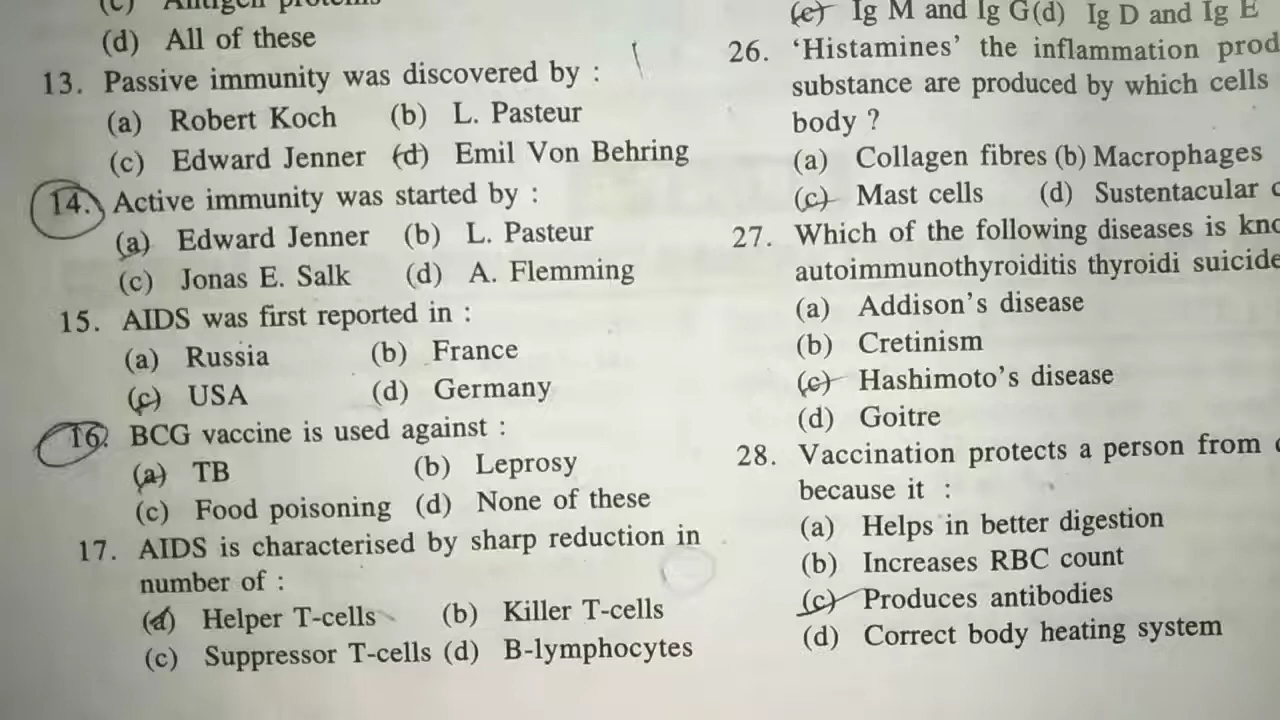 (d) All of these
13. Passive immunity was discovered by :
(a) Robert Koch (b) L. Pasteur
(c) Edward Jenner (d) Emil Von Behring
14. Active immunity was started by :
(a) Edward Jenner (b) L. Pasteur
(c) Jonas E. Salk (d) A. Flemming
15. AIDS was first reported in :
(a) Russia (b) France
(c) USA (d) Germany
16. BCG vaccine is used against :
(a) TB (b) Leprosy
(c) Food poisoning (d) None of these
17. AIDS is characterised by sharp reduction in
number of :
(a) Helper T-cells (b) Killer T-cells
(c) Suppressor T-cells (d) B-lymphocytes
(c) Ig M and Ig G (d) Ig D and Ig E
26. ‘Histamines’ the inflammation prod
substance are produced by which cells
body ?
(a) Collagen fibres (b) Macrophages
(c) Mast cells (d) Sustentacular
27. Which of the following diseases is kno
autoimmunothyroiditis thyroidi suicide
(a) Addison’s disease
(b) Cretinism
(c) Hashimoto’s disease
(d) Goitre
28. Vaccination protects a person from
because it :
(a) Helps in better digestion
(b) Increases RBC count
(c) Produces antibodies
(d) Correct body heating system